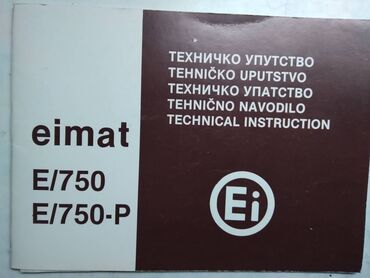 ТЕХНИЧКО УПУТСТВО
TEHNIČKO UPUTSTVO
ТЕХНИЧКО УПАТСТВО
TEHNIČNO NAVODILO
TECHNICAL INSTRUCTION
eimat
E/750
E/750-P
Ei